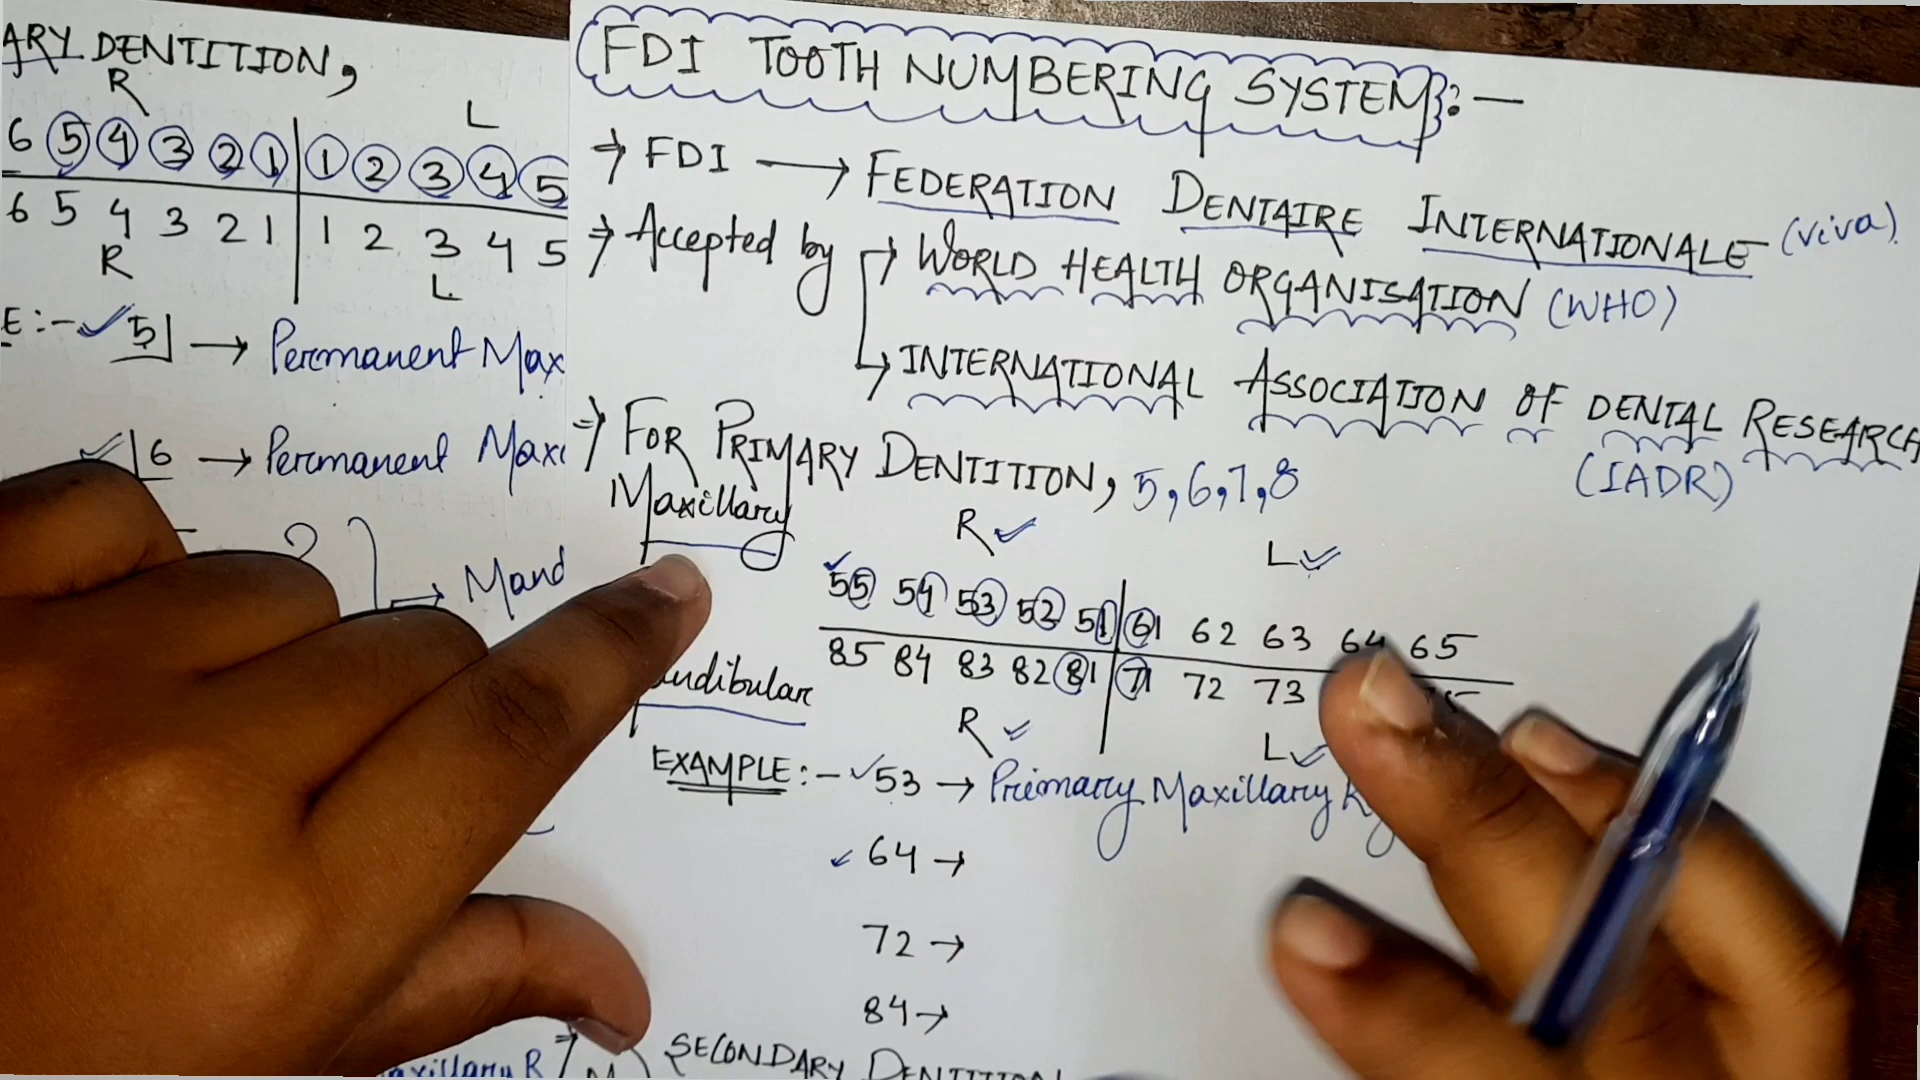 ARY DENTITION,
R
L
6 5 4 3 2 1 1 2 3 4 5
6 5 4 3 2 1 1 2 3 4 5
R
L
E:- 5 → Permanent Max
6 → Permanent Maxi
? → Mand
FDI TOOTH NUMBERING SYSTEM:-
⇒ FDI → FEDERATION DENTAIRE INTERNATIONALE (viva)
⇒ Accepted by → WORLD HEALTH ORGANISATION (WHO)
→ INTERNATIONAL ASSOCIATION OF DENTAL RESEARCH
(IADR)
⇒ FOR PRIMARY DENTITION, 5,6,7,8
Maxillary
R
L
55 54 53 52 51 61 62 63 64 65
85 84 83 82 81 71 72 73
andibular
R
L
EXAMPLE:- 53 → Primary Maxillary
64 →
72 →
84 →
axillary R
SECONDARY DENTITION